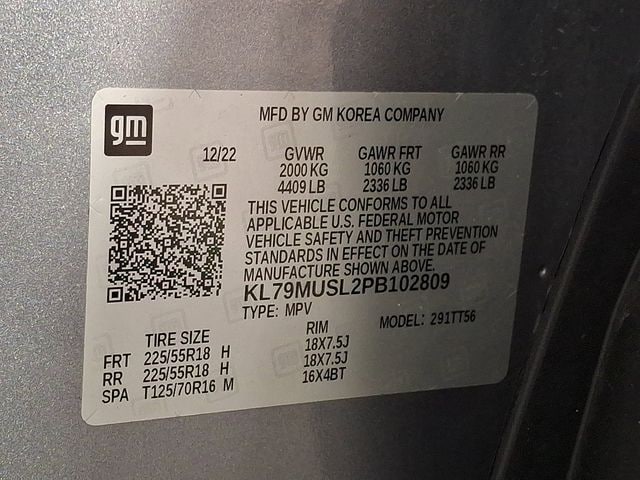 gm
MFD BY GM KOREA COMPANY
12/22 GVWR GAWR FRT GAWR RR
2000 KG 1060 KG 1060 KG
4409 LB 2336 LB 2336 LB
THIS VEHICLE CONFORMS TO ALL
APPLICABLE U.S. FEDERAL MOTOR
VEHICLE SAFETY AND THEFT PREVENTION
STANDARDS IN EFFECT ON THE DATE OF
MANUFACTURE SHOWN ABOVE.
KL79MUSL2PB102809
TYPE: MPV MODEL: 291TT56
TIRE SIZE RIM
FRT 225/55R18 H 18X7.5J
RR 225/55R18 H 18X7.5J
SPA T125/70R16 M 16X4BT